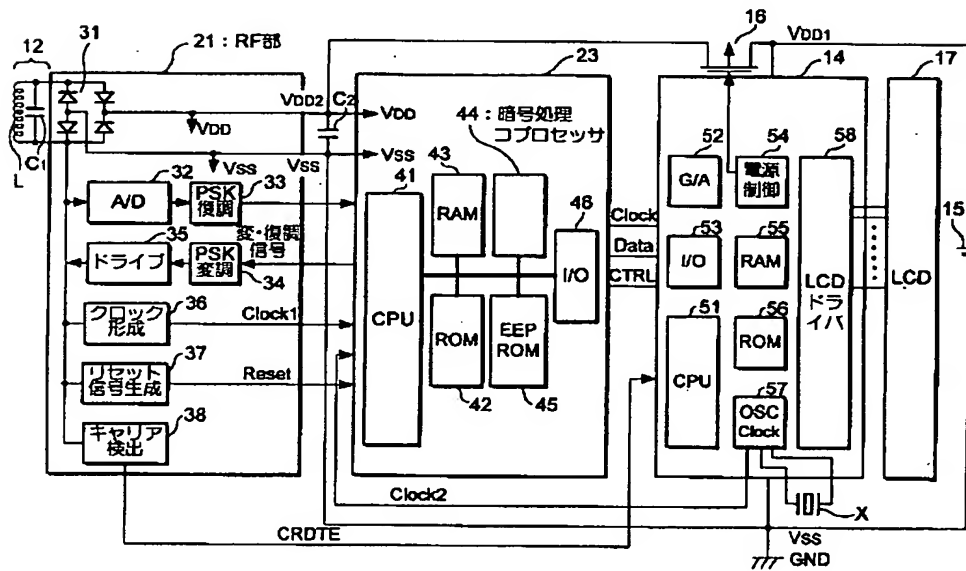 12
31
21：RF部
23
16
VDD1
14
17
L
C1
VDD2
VDD
C2
VDD
VSS
VSS
VSS
44：暗号処理
コプロセッサ
32
A/D
33
PSK
復調
変・復調
信号
35
ドライブ
PSK
変調
34
36
クロック
形成
Clock1
37
リセット
信号生成
Reset
38
キャリア
検出
41
CPU
43
RAM
46
I/O
ROM
42
EEP
ROM
45
Clock
Data
CTRL
52
G/A
54
電源
制御
58
53
I/O
55
RAM
LCD
ドライバ
51
CPU
56
ROM
57
OSC
Clock
LCD
15
Clock2
CRDTE
X
VSS
GND